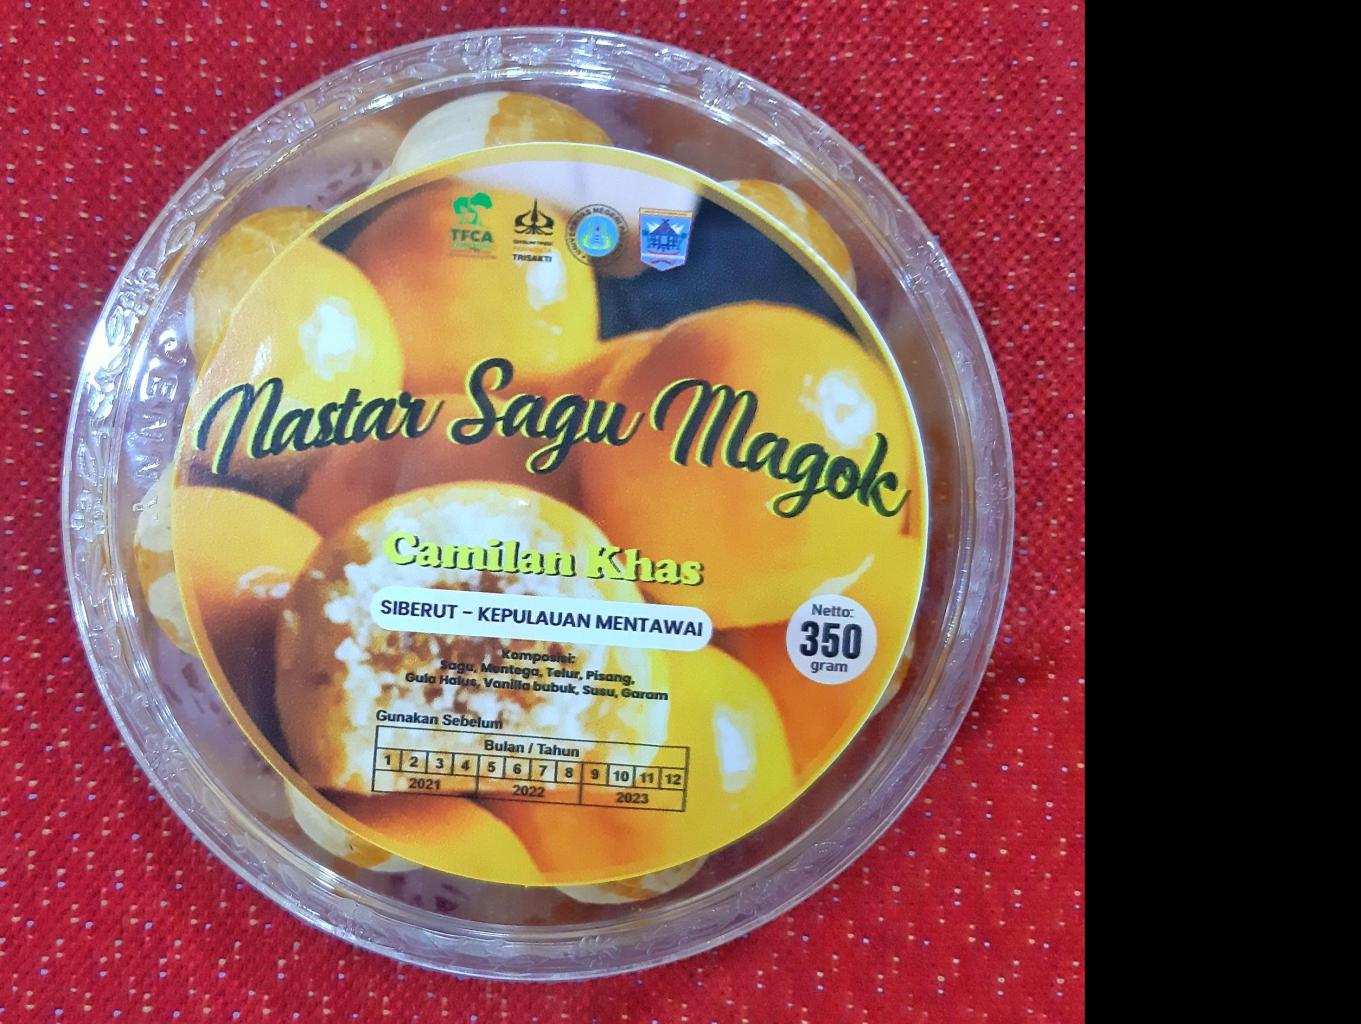 TFCA
TRISAKTI
UNIVERSITAS NEGERI
Nastar Sagu Magok
Camilan Khas
SIBERUT - KEPULAUAN MENTAWAI
Netto:
350
gram
Komposisi:
Sagu, Mentega, Telur, Pisang,
Gula Halus, Vanilla bubuk, Susu, Garam
Gunakan Sebelum
Bulan / Tahun
1 2 3 4 5 6 7 8 9 10 11 12
2021 2022 2023